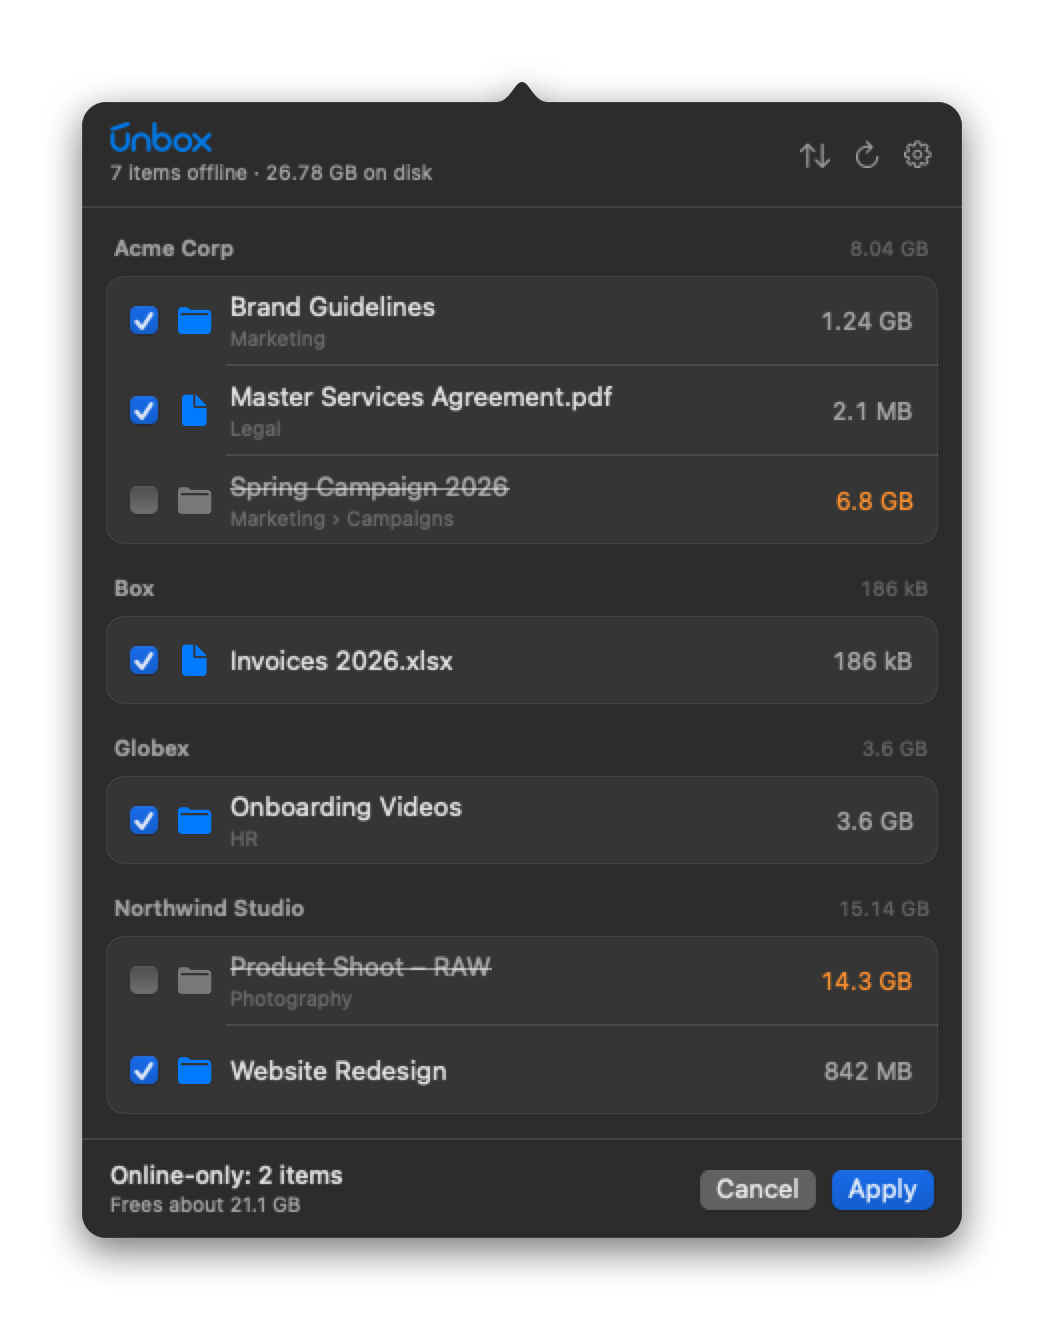 unbox
7 items offline · 26.78 GB on disk
Acme Corp 8.04 GB
Brand Guidelines
Marketing
1.24 GB
Master Services Agreement.pdf
Legal
2.1 MB
Spring Campaign 2026
Marketing › Campaigns
6.8 GB
Box 186 kB
Invoices 2026.xlsx 186 kB
Globex 3.6 GB
Onboarding Videos
HR
3.6 GB
Northwind Studio 15.14 GB
Product Shoot – RAW
Photography
14.3 GB
Website Redesign 842 MB
Online-only: 2 items
Frees about 21.1 GB
Cancel Apply